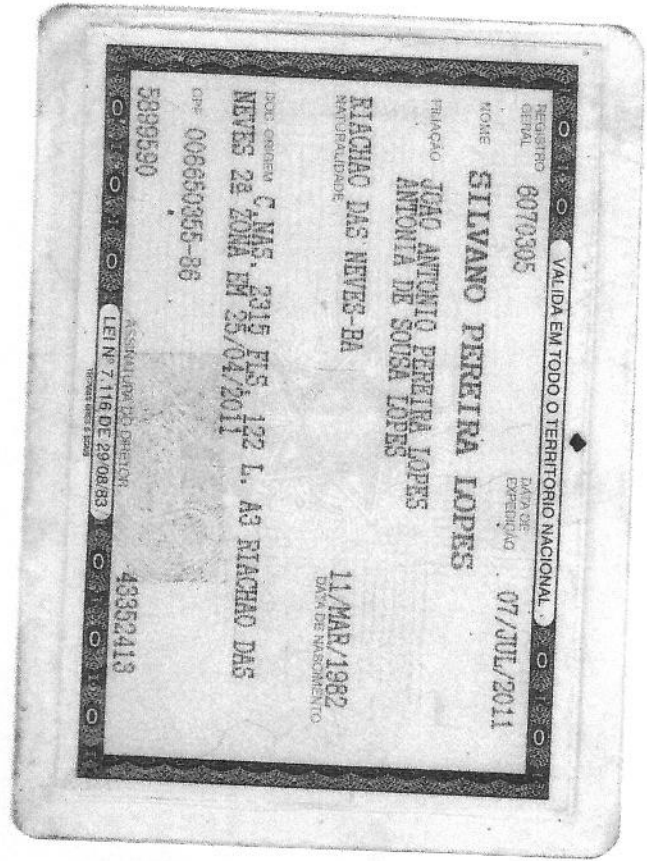 VALIDA EM TODO O TERRITÓRIO NACIONAL
REGISTRO GERAL 6070305 DATA DE EXPEDIÇÃO 07/JUL/2011
NOME SILVANO PEREIRA LOPES
FILIAÇÃO JOAO ANTONIO PEREIRA LOPES
ANTONIA DE SOUSA LOPES
RIACHAO DAS NEVES-BA 11/MAR/1982
NATURALIDADE DATA DE NASCIMENTO
DOC ORIGEM C.NAS. 2315 FLS. 122 L. A3 RIACHAO DAS
NEVES 2ª ZONA EM 25/04/2011
CPF 008650355-86
5899590 ASSINATURA DO DIRETOR 43352413
LEI Nº 7.116 DE 29/08/83